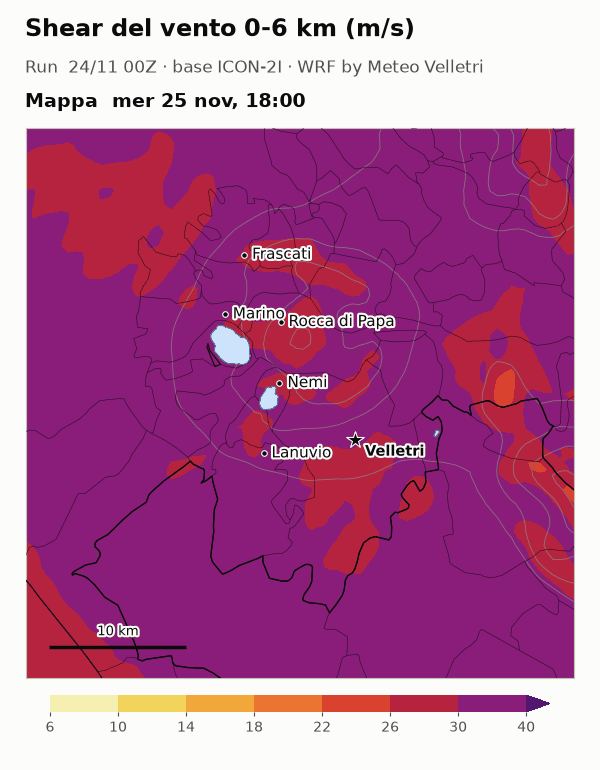 Shear del vento 0-6 km (m/s)
Run  24/11 00Z · base ICON-2I · WRF by Meteo Velletri
Mappa  mer 25 nov, 18:00
Frascati
Marino
Rocca di Papa
Nemi
Velletri
Lanuvio
10 km
6 10 14 18 22 26 30 40